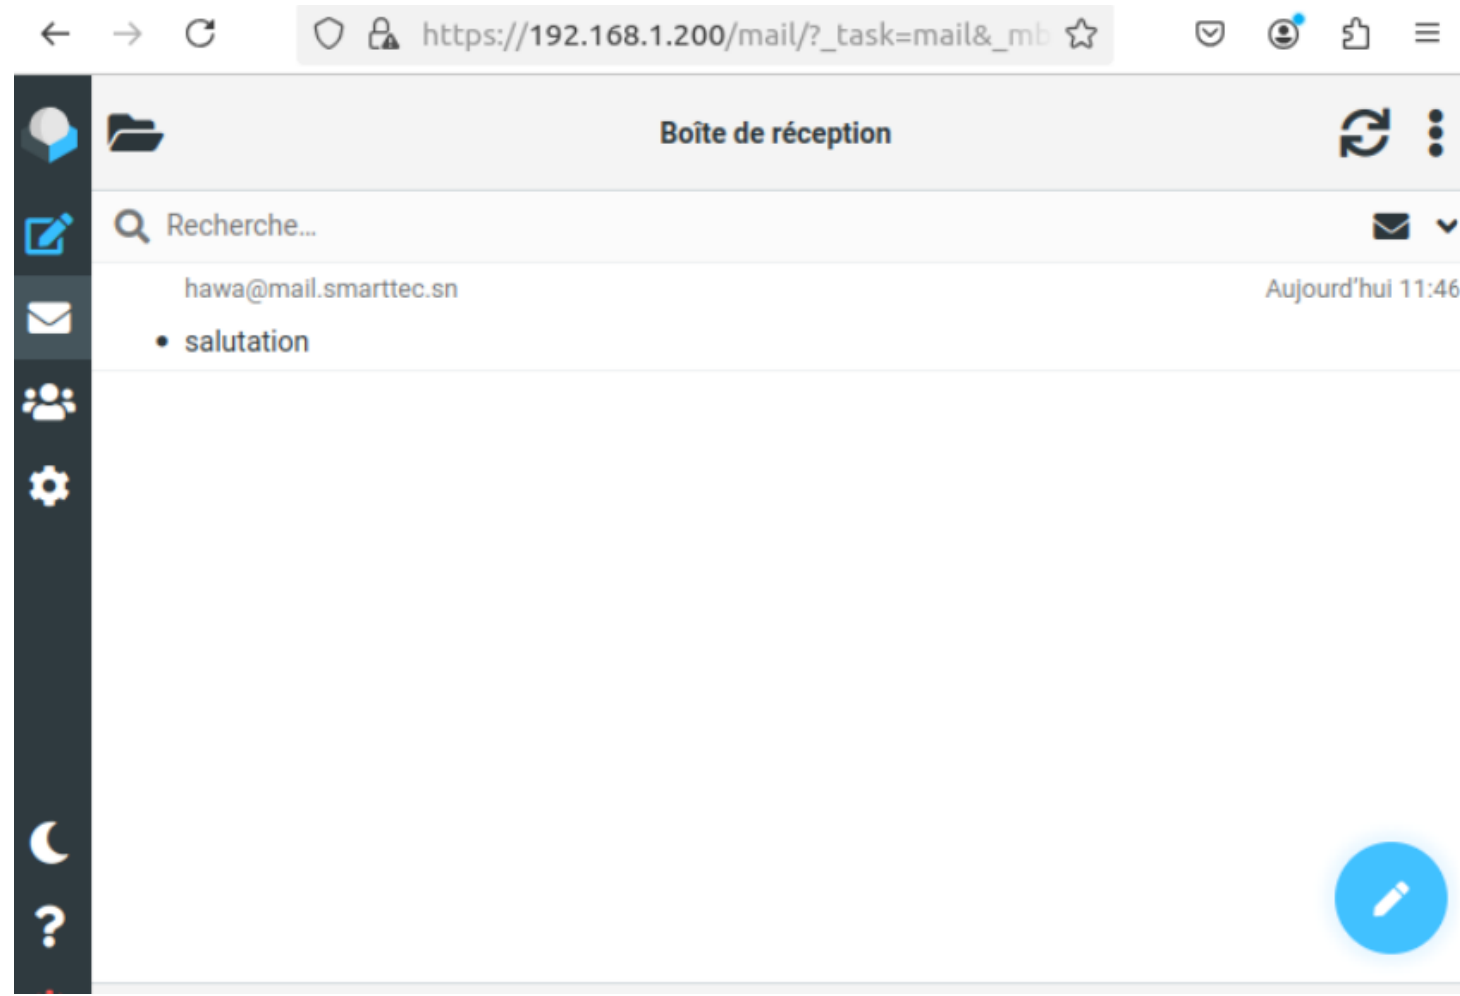 https://192.168.1.200/mail/?_task=mail&_mb
Boîte de réception
Recherche...
hawa@mail.smarttec.sn
Aujourd'hui 11:46
• salutation